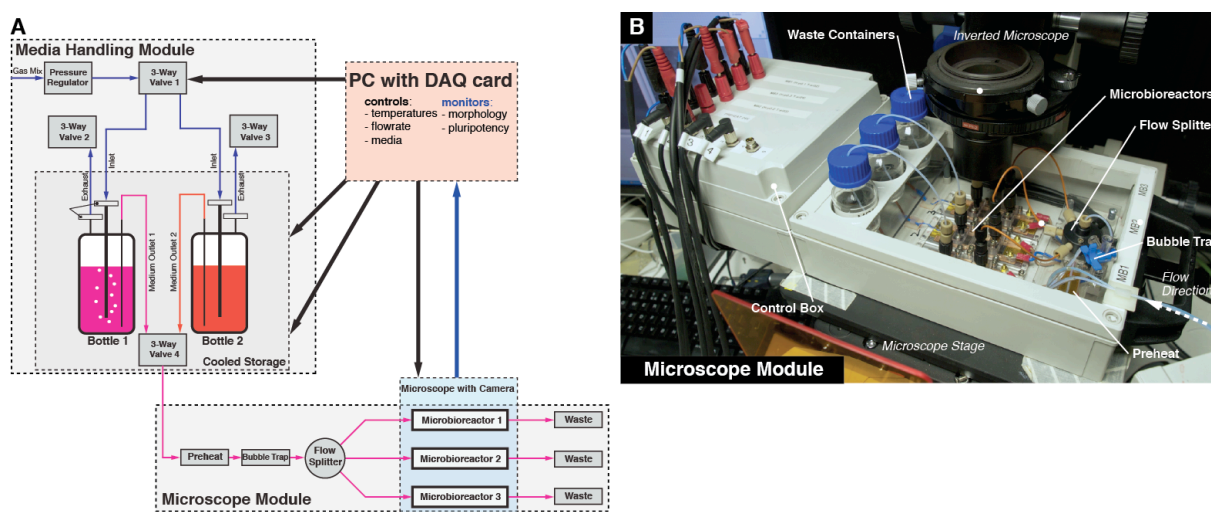 A
Media Handling Module
Gas Mix
Pressure
Regulator
3-Way
Valve 1
3-Way
Valve 2
3-Way
Valve 3
Exhaust
Inlet
Inlet
Exhaust
Medium Outlet 1
Medium Outlet 2
Bottle 1
Bottle 2
3-Way
Valve 4
Cooled Storage
PC with DAQ card
controls:
- temperatures
- flowrate
- media
monitors:
- morphology
- pluripotency
Microscope with Camera
Microbioreactor 1
Waste
Preheat
Bubble Trap
Flow
Splitter
Microbioreactor 2
Waste
Microbioreactor 3
Waste
Microscope Module
B
Waste Containers
Inverted Microscope
Microbioreactors
Flow Splitte
Bubble Tra
MB3
MB1
Flow
Direction
Control Box
Microscope Stage
Preheat
Microscope Module